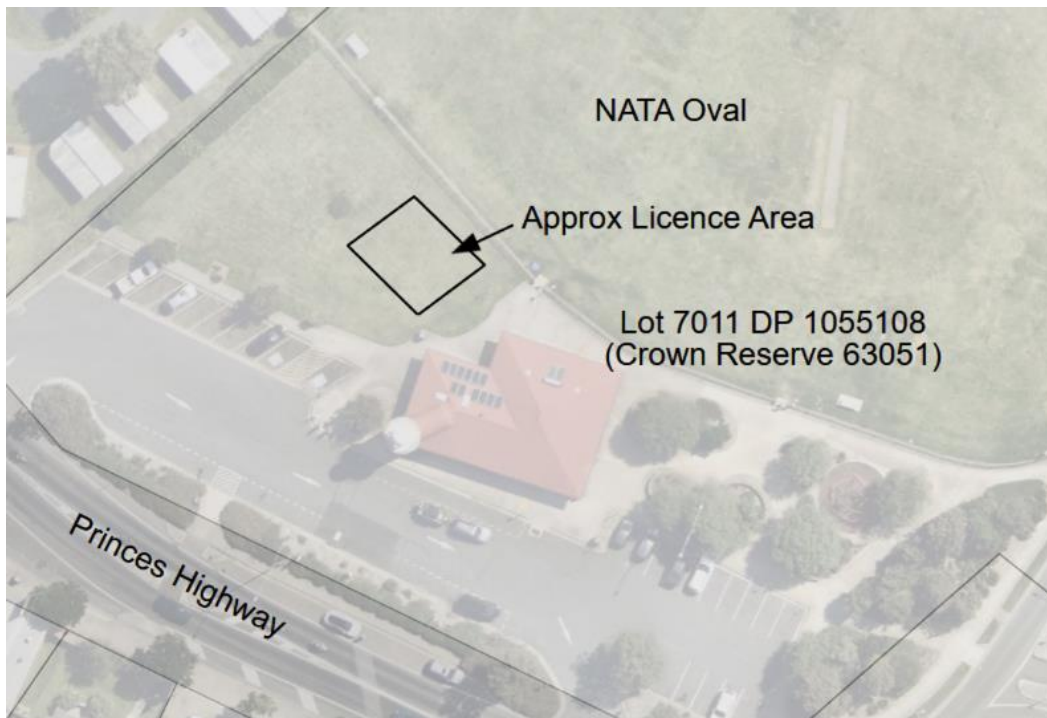 NATA Oval
Approx Licence Area
Lot 7011 DP 1055108
(Crown Reserve 63051)
Princes Highway